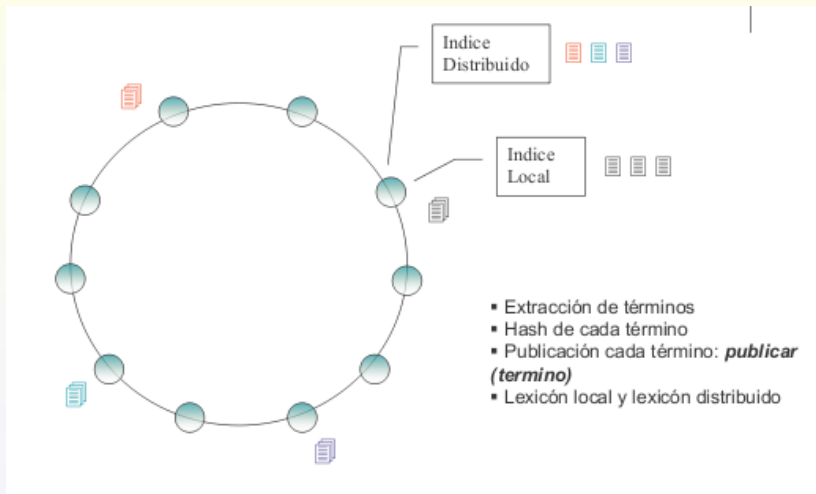 Indice
Distribuido
Indice
Local
▪ Extracción de términos
▪ Hash de cada término
▪ Publicación cada término: publicar
(termino)
▪ Lexicón local y lexicón distribuido